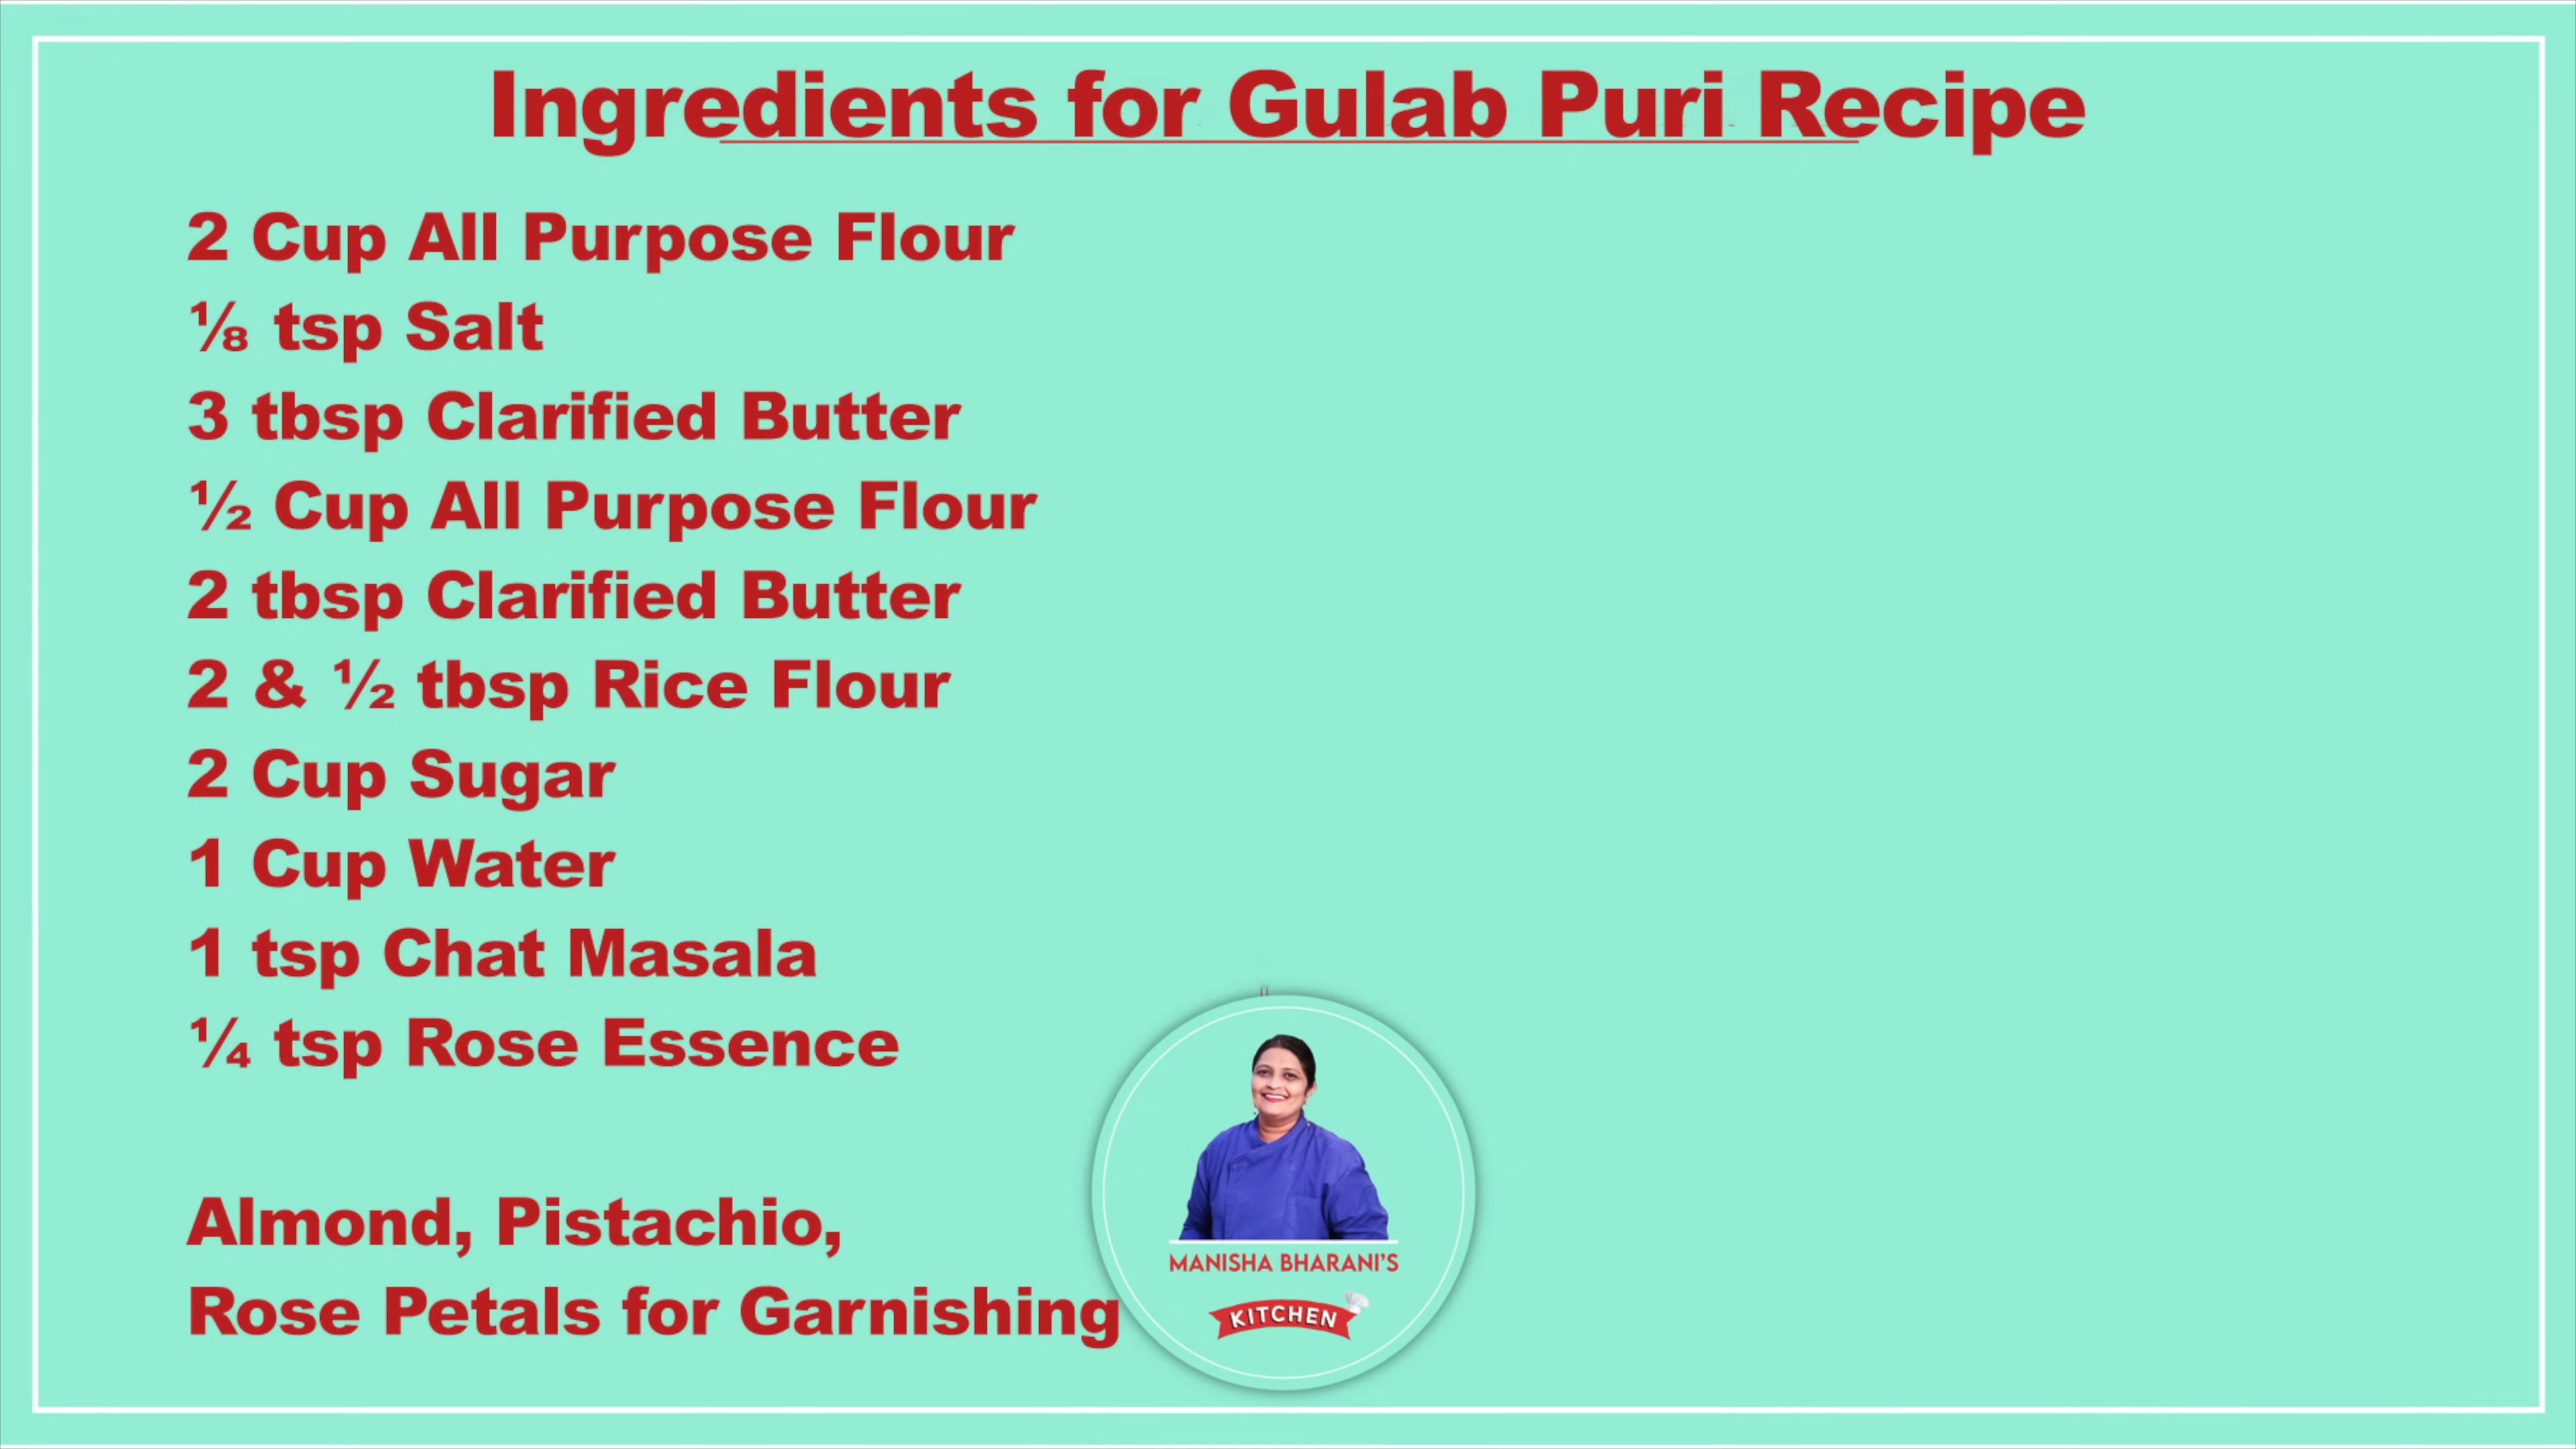 Ingredients for Gulab Puri Recipe
2 Cup All Purpose Flour
⅛ tsp Salt
3 tbsp Clarified Butter
½ Cup All Purpose Flour
2 tbsp Clarified Butter
2 & ½ tbsp Rice Flour
2 Cup Sugar
1 Cup Water
1 tsp Chat Masala
¼ tsp Rose Essence
Almond, Pistachio,
Rose Petals for Garnishing
MANISHA BHARANI'S
KITCHEN